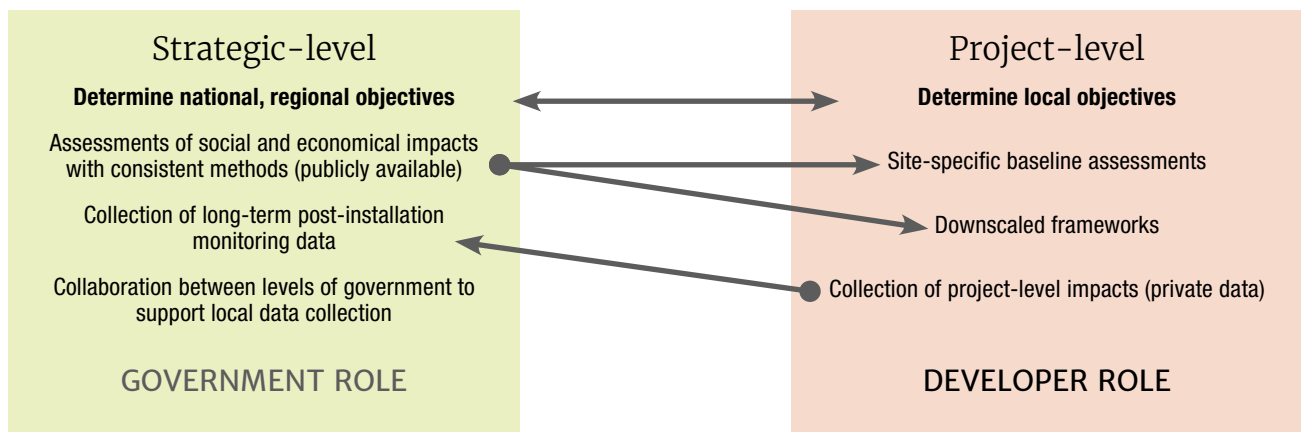 Strategic-level
Determine national, regional objectives
Assessments of social and economical impacts
with consistent methods (publicly available)
Collection of long-term post-installation
monitoring data
Collaboration between levels of government to
support local data collection
GOVERNMENT ROLE
Project-level
Determine local objectives
Site-specific baseline assessments
Downscaled frameworks
Collection of project-level impacts (private data)
DEVELOPER ROLE